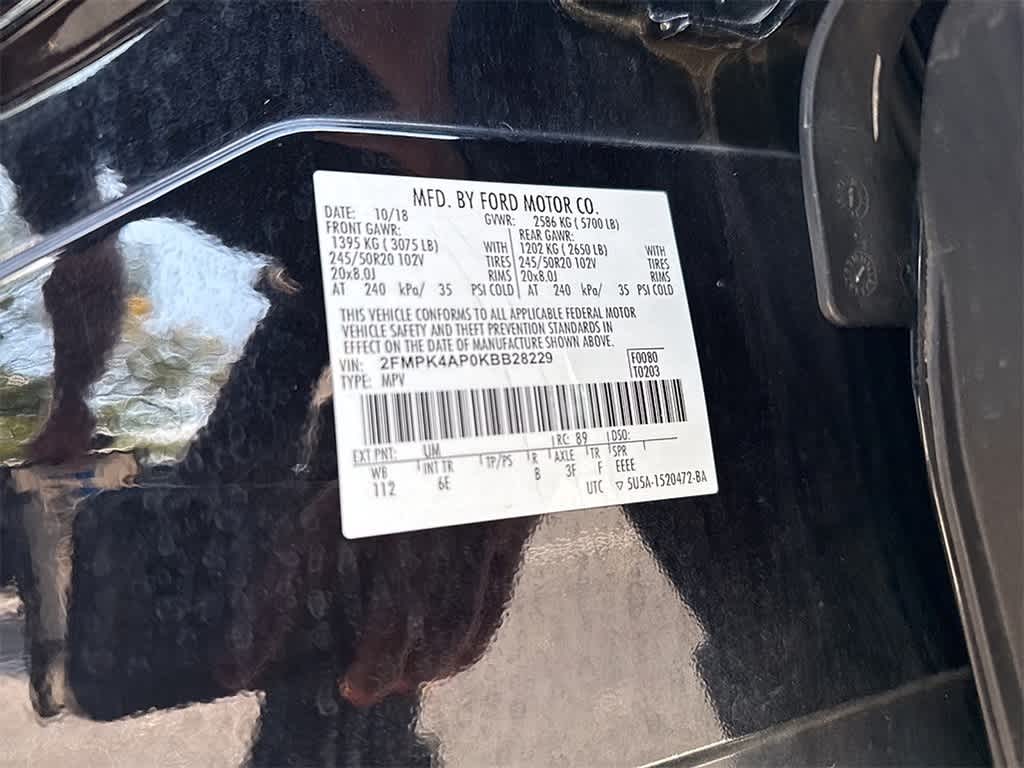 MFD. BY FORD MOTOR CO.
DATE: 10/18 GVWR: 2586 KG ( 5700 LB)
FRONT GAWR: REAR GAWR:
1395 KG ( 3075 LB) WITH 1202 KG ( 2650 LB) WITH
245/50R20 102V TIRES 245/50R20 102V TIRES
20x8.0J RIMS 20x8.0J RIMS
AT 240 kPa/ 35 PSI COLD AT 240 kPa/ 35 PSI COLD
THIS VEHICLE CONFORMS TO ALL APPLICABLE FEDERAL MOTOR
VEHICLE SAFETY AND THEFT PREVENTION STANDARDS IN
EFFECT ON THE DATE OF MANUFACTURE SHOWN ABOVE.
VIN: 2FMPK4AP0KBB28229 F0080
TYPE: MPV T0203
EXT PNT: UM RC: 89 DSO:
WB INT TR TP/PS R AXLE TR SPR
112 6E B 3F F EEEE
UTC ▽ 5U5A-1520472-BA